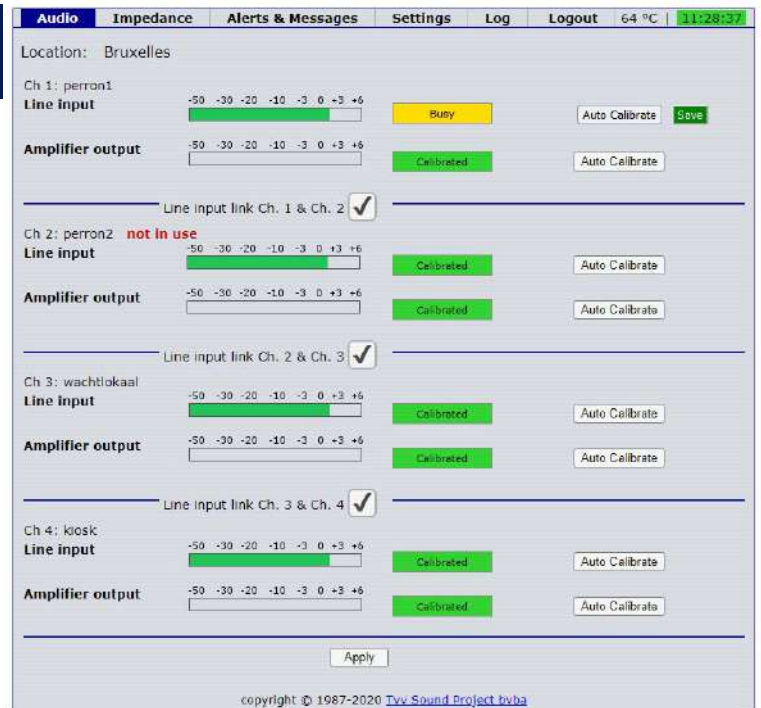 Audio Impedance Alerts & Messages Settings Log Logout 64 °C | 11:28:37
Location: Bruxelles
Ch 1: perron1
Line input -50 -30 -20 -10 -3 0 +3 +6 Busy Auto Calibrate Save
Amplifier output -50 -30 -20 -10 -3 0 +3 +6 Calibrated Auto Calibrate
Line input link Ch. 1 & Ch. 2
Ch 2: perron2 not in use
Line input -50 -30 -20 -10 -3 0 +3 +6 Calibrated Auto Calibrate
Amplifier output -50 -30 -20 -10 -3 0 +3 +6 Calibrated Auto Calibrate
Line input link Ch. 2 & Ch. 3
Ch 3: wachtlokaal
Line input -50 -30 -20 -10 -3 0 +3 +6 Calibrated Auto Calibrate
Amplifier output -50 -30 -20 -10 -3 0 +3 +6 Calibrated Auto Calibrate
Line input link Ch. 3 & Ch. 4
Ch 4: kiosk
Line input -50 -30 -20 -10 -3 0 +3 +6 Calibrated Auto Calibrate
Amplifier output -50 -30 -20 -10 -3 0 +3 +6 Calibrated Auto Calibrate
Apply
copyright © 1987-2020 Tvv Sound Project bvba